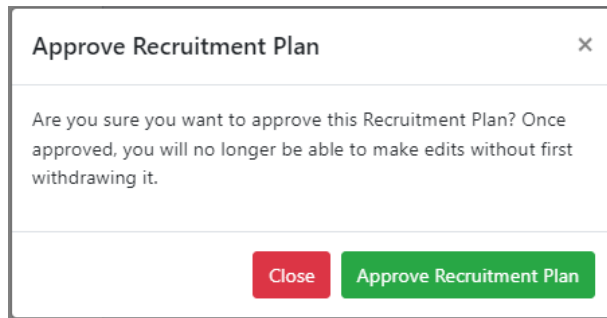 Approve Recruitment Plan ×
Are you sure you want to approve this Recruitment Plan? Once
approved, you will no longer be able to make edits without first
withdrawing it.
Close Approve Recruitment Plan